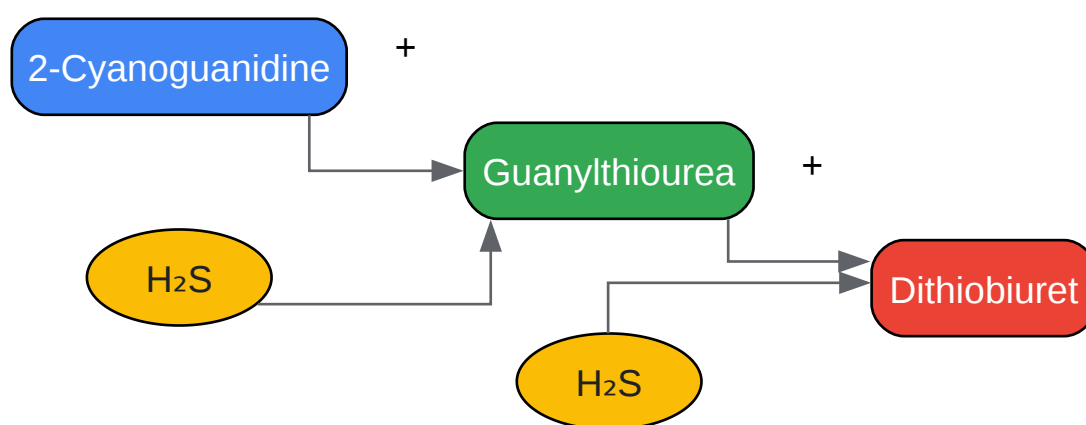 2-Cyanoguanidine
+
Guanylthiourea
+
H₂S
Dithiobiuret
H₂S